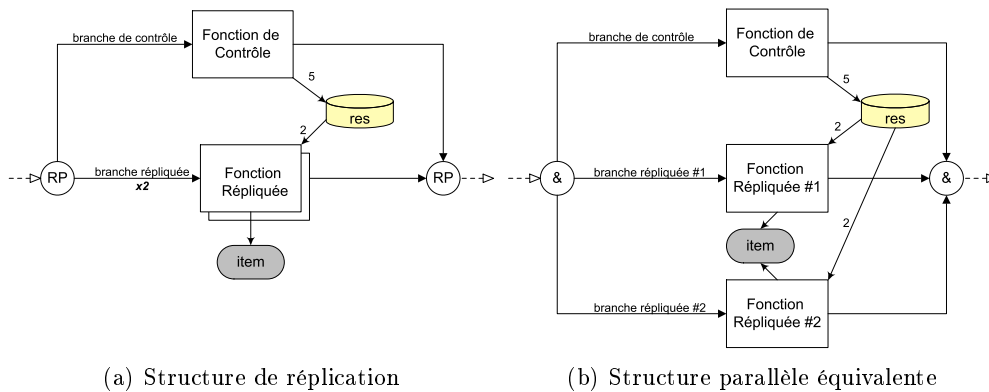 branche de contrôle
Fonction de
Contrôle
5
res
2
RP
branche répliquée
x2
Fonction
Répliquée
RP
item
(a) Structure de réplication
branche de contrôle
Fonction de
Contrôle
5
res
2
&
branche répliquée #1
Fonction
Répliquée #1
&
item
2
branche répliquée #2
Fonction
Répliquée #2
(b) Structure parallèle équivalente